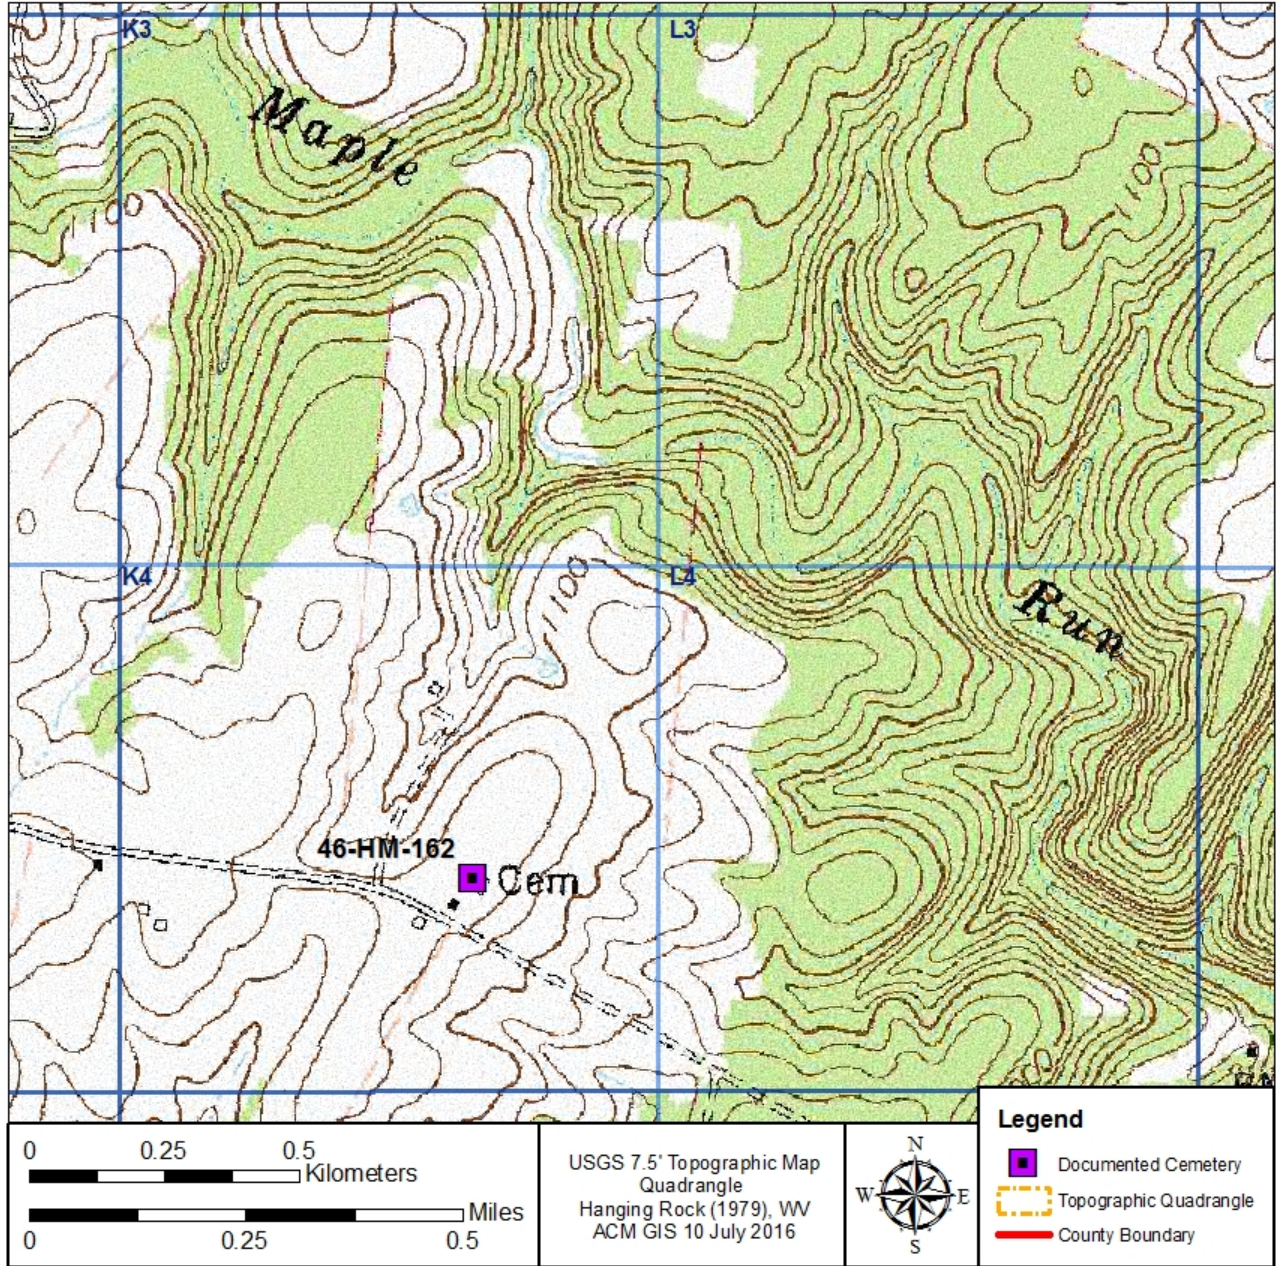 K3
L3
Maple
1100
1100
K4
L4
1100
Run
46-HM-162
Cem
0 0.25 0.5
Kilometers
Miles
0 0.25 0.5
USGS 7.5' Topographic Map
Quadrangle
Hanging Rock (1979), WV
ACM GIS 10 July 2016
N
W E
S
Legend
Documented Cemetery
Topographic Quadrangle
County Boundary